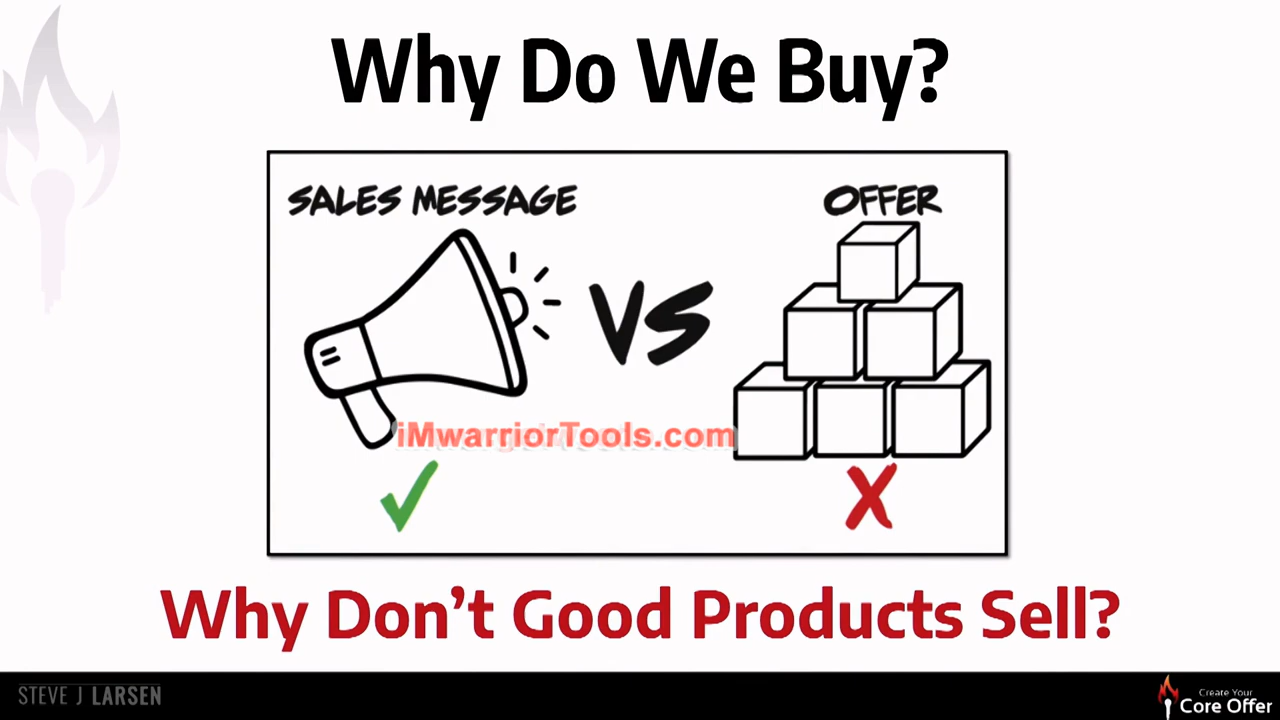 Why Do We Buy?
SALES MESSAGE
OFFER
VS
iMwarriorTools.com
Why Don't Good Products Sell?
STEVE J LARSEN
Create Your
Core Offer